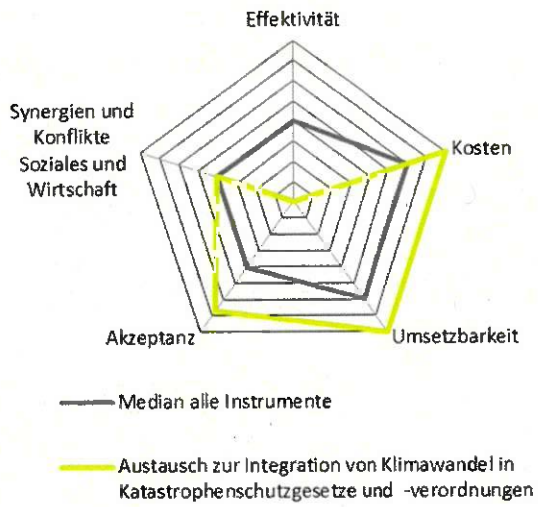 Effektivität
Synergien und
Konflikte
Soziales und
Wirtschaft
Kosten
Akzeptanz
Umsetzbarkeit
Median alle Instrumente
Austausch zur Integration von Klimawandel in
Katastrophenschutzgesetze und -verordnungen